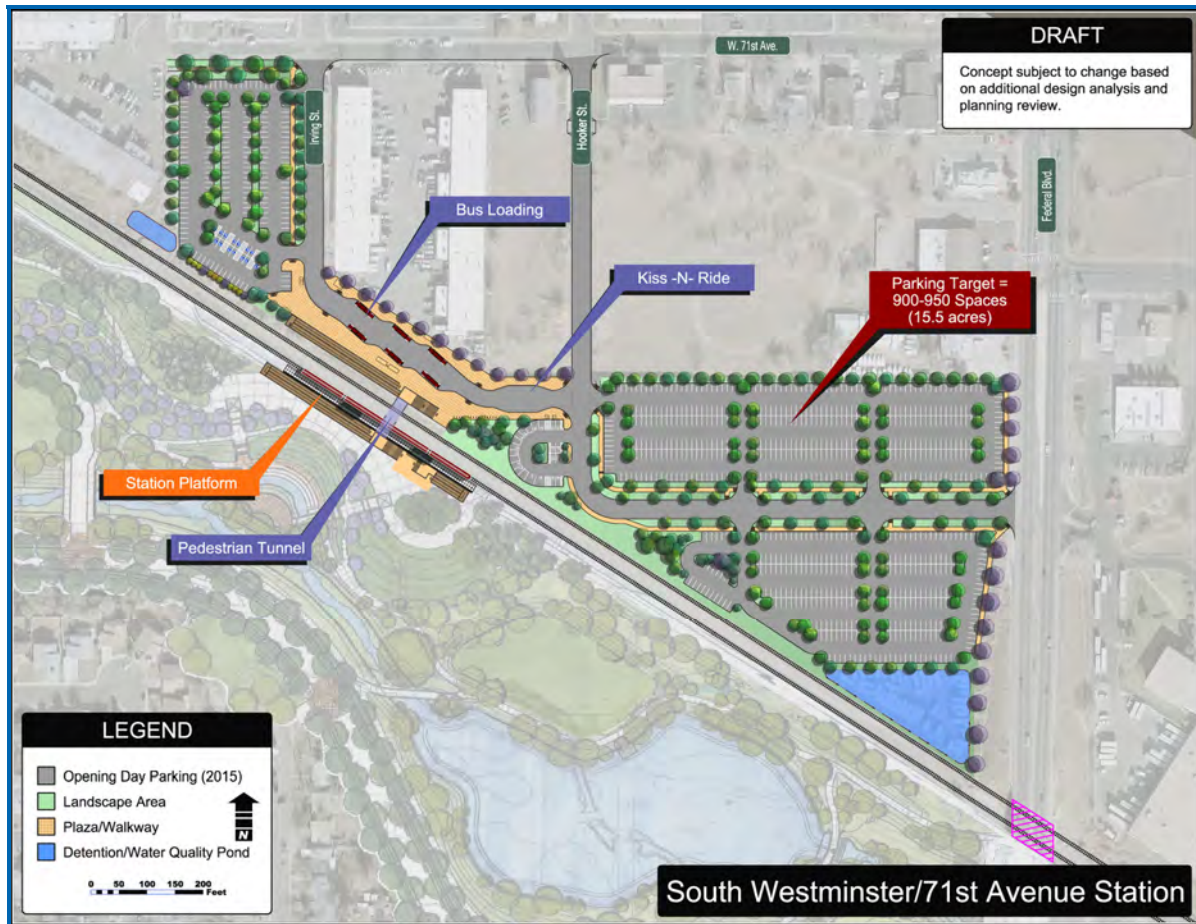 W. 71st Ave.
DRAFT
Concept subject to change based
on additional design analysis and
planning review.
Irving St.
Hooker St.
Federal Blvd.
Bus Loading
Kiss -N- Ride
Parking Target =
900-950 Spaces
(15.5 acres)
Station Platform
Pedestrian Tunnel
LEGEND
Opening Day Parking (2015)
Landscape Area
Plaza/Walkway
Detention/Water Quality Pond
N
0 50 100 150 200
Feet
South Westminster/71st Avenue Station